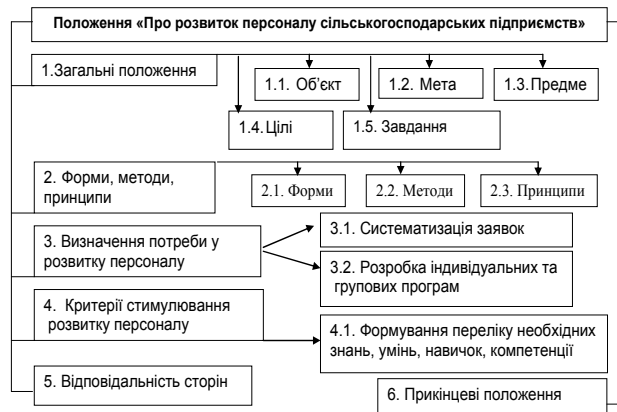 Положення «Про розвиток персоналу сільськогосподарських підприємств»
1.Загальні положення
1.1. Об’єкт
1.2. Мета
1.3.Предме
1.4.Цілі
1.5. Завдання
2. Форми, методи,
принципи
2.1. Форми
2.2. Методи
2.3. Принципи
3. Визначення потреби у
розвитку персоналу
3.1. Систематизація заявок
3.2. Розробка індивідуальних та
групових програм
4. Критерії стимулювання
розвитку персоналу
4.1. Формування переліку необхідних
знань, умінь, навичок, компетенції
5. Відповідальність сторін
6. Прикінцеві положення